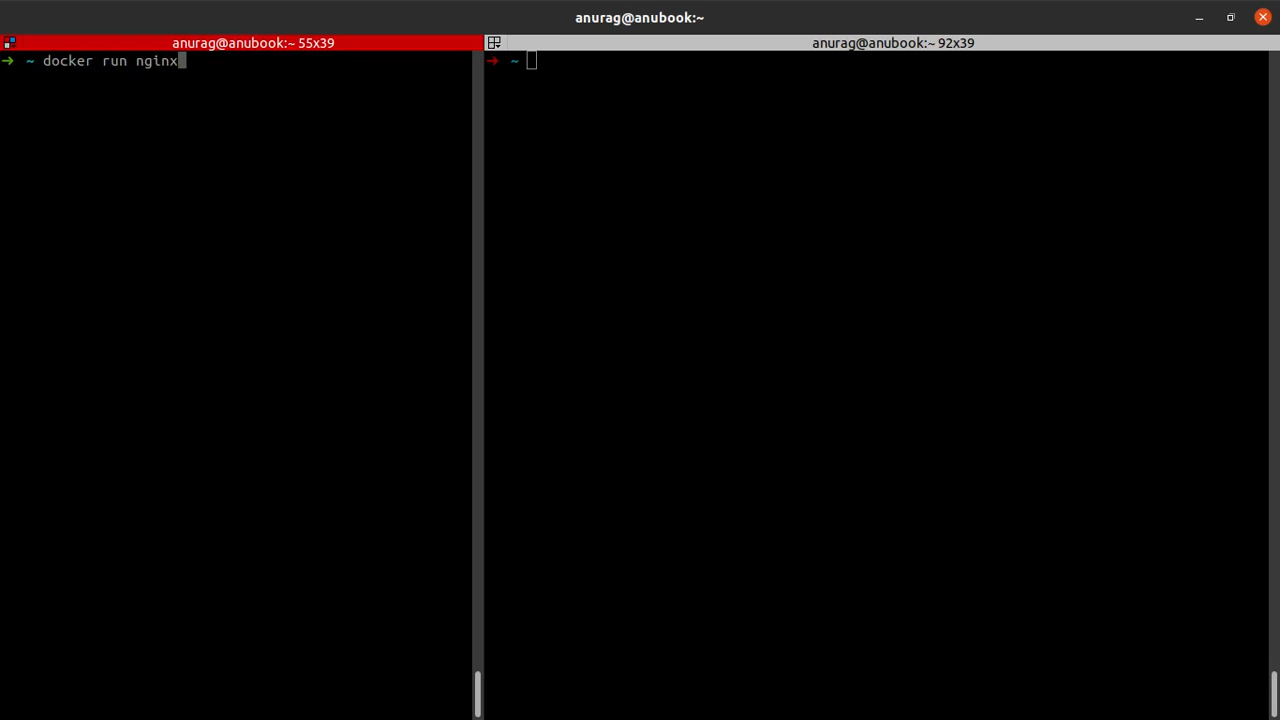 anurag@anubook:~
anurag@anubook:~ 55x39
➜ ~ docker run nginx
anurag@anubook:~ 92x39
➜ ~